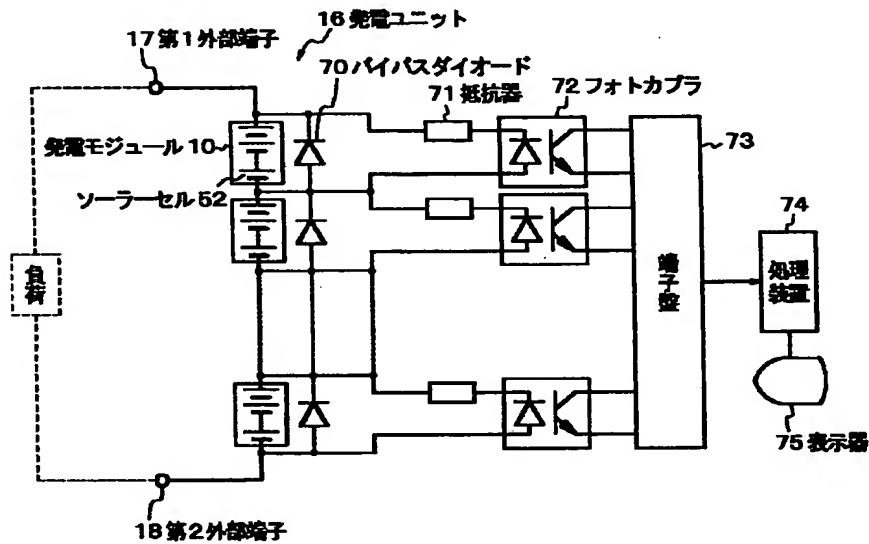 16 発電ユニット
17 第1外部端子
70 バイパスダイオード
71 抵抗器
72 フォトカプラ
73
発電モジュール 10
ソーラーセル 52
74
負荷
端子盤
処理
装置
75 表示器
18 第2外部端子